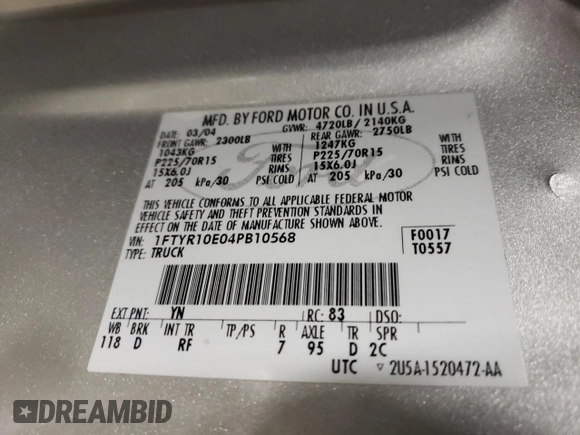 MFD. BY FORD MOTOR CO. IN U.S.A.
DATE: 03/04 GVWR: 4720LB/ 2140KG
FRONT GAWR: 2300LB REAR GAWR: 2750LB
1043KG WITH 1247KG WITH
P225/70R15 TIRES P225/70R15 TIRES
15X6.0J RIMS 15X6.0J RIMS
AT 205 kPa/30 PSI COLD AT 205 kPa/30 PSI COLD
Ford
THIS VEHICLE CONFORMS TO ALL APPLICABLE FEDERAL MOTOR
VEHICLE SAFETY AND THEFT PREVENTION STANDARDS IN
EFFECT ON THE DATE OF MANUFACTURE SHOWN ABOVE.
VIN: 1FTYR10E04PB10568 F0017
TYPE: TRUCK T0557
EXT PNT: YN RC: 83 DSO:
WB BRK INT TR TP/PS R AXLE TR SPR
118 D RF 7 95 D 2C
UTC ▽ 2U5A-1520472-AA
DREAMBID